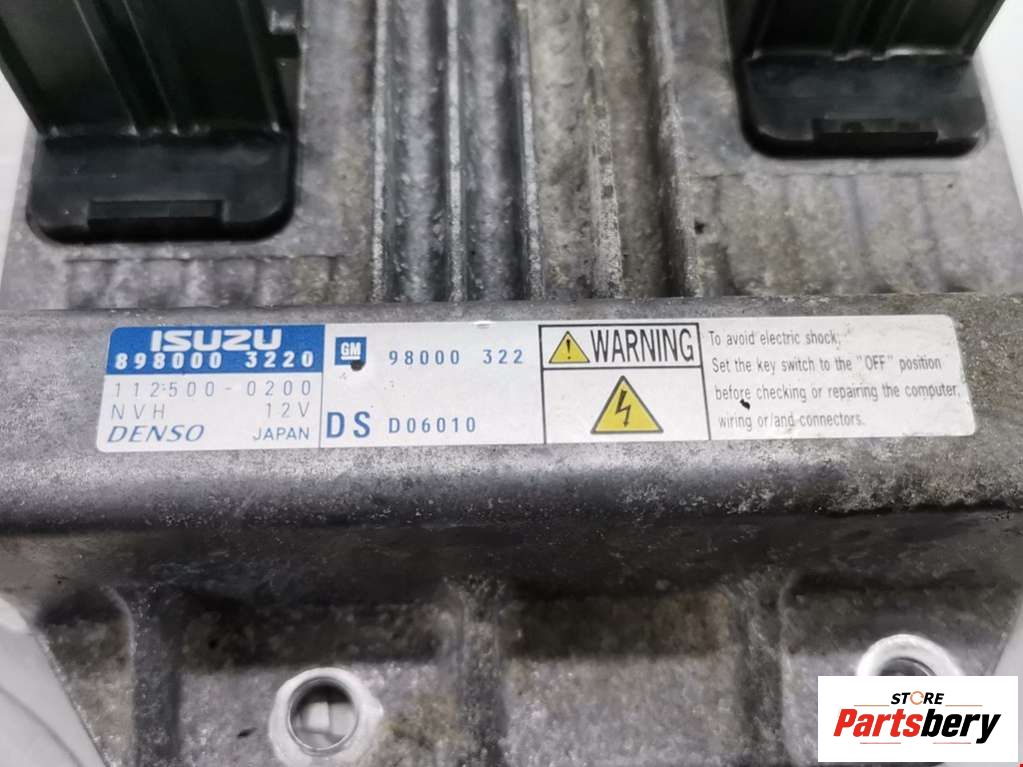 ISUZU
898000 3220
112500-0200
NVH 12V
DENSO JAPAN
GM 98000 322
DS D06010
WARNING
To avoid electric shock;
Set the key switch to the "OFF" position
before checking or repairing the computer,
wiring or/and connectors.
STORE
Partsbery